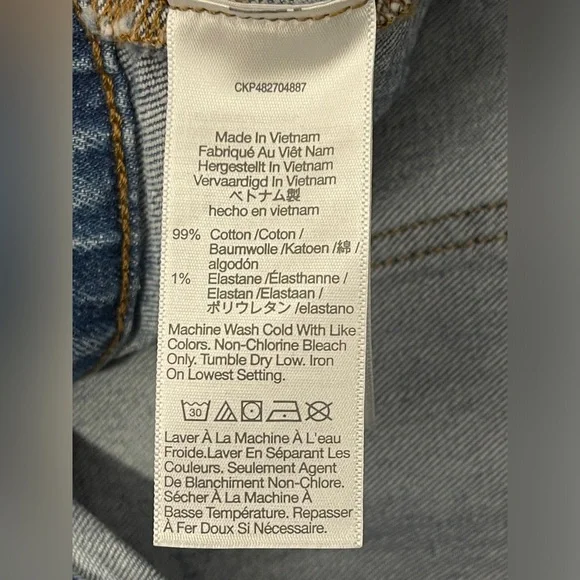 CKP482704887
Made In Vietnam
Fabriqué Au Viêt Nam
Hergestellt In Vietnam
Vervaardigd In Vietnam
ベトナム製
hecho en vietnam
99% Cotton /Coton /
Baumwolle /Katoen /綿 /
algodón
1% Elastane /Élasthanne /
Elastan /Elastaan /
ポリウレタン /elastano
Machine Wash Cold With Like
Colors. Non-Chlorine Bleach
Only. Tumble Dry Low. Iron
On Lowest Setting.
30
Laver À La Machine À L'eau
Froide.Laver En Séparant Les
Couleurs. Seulement Agent
De Blanchiment Non-Chlore.
Sécher À La Machine À
Basse Température. Repasser
À Fer Doux Si Nécessaire.